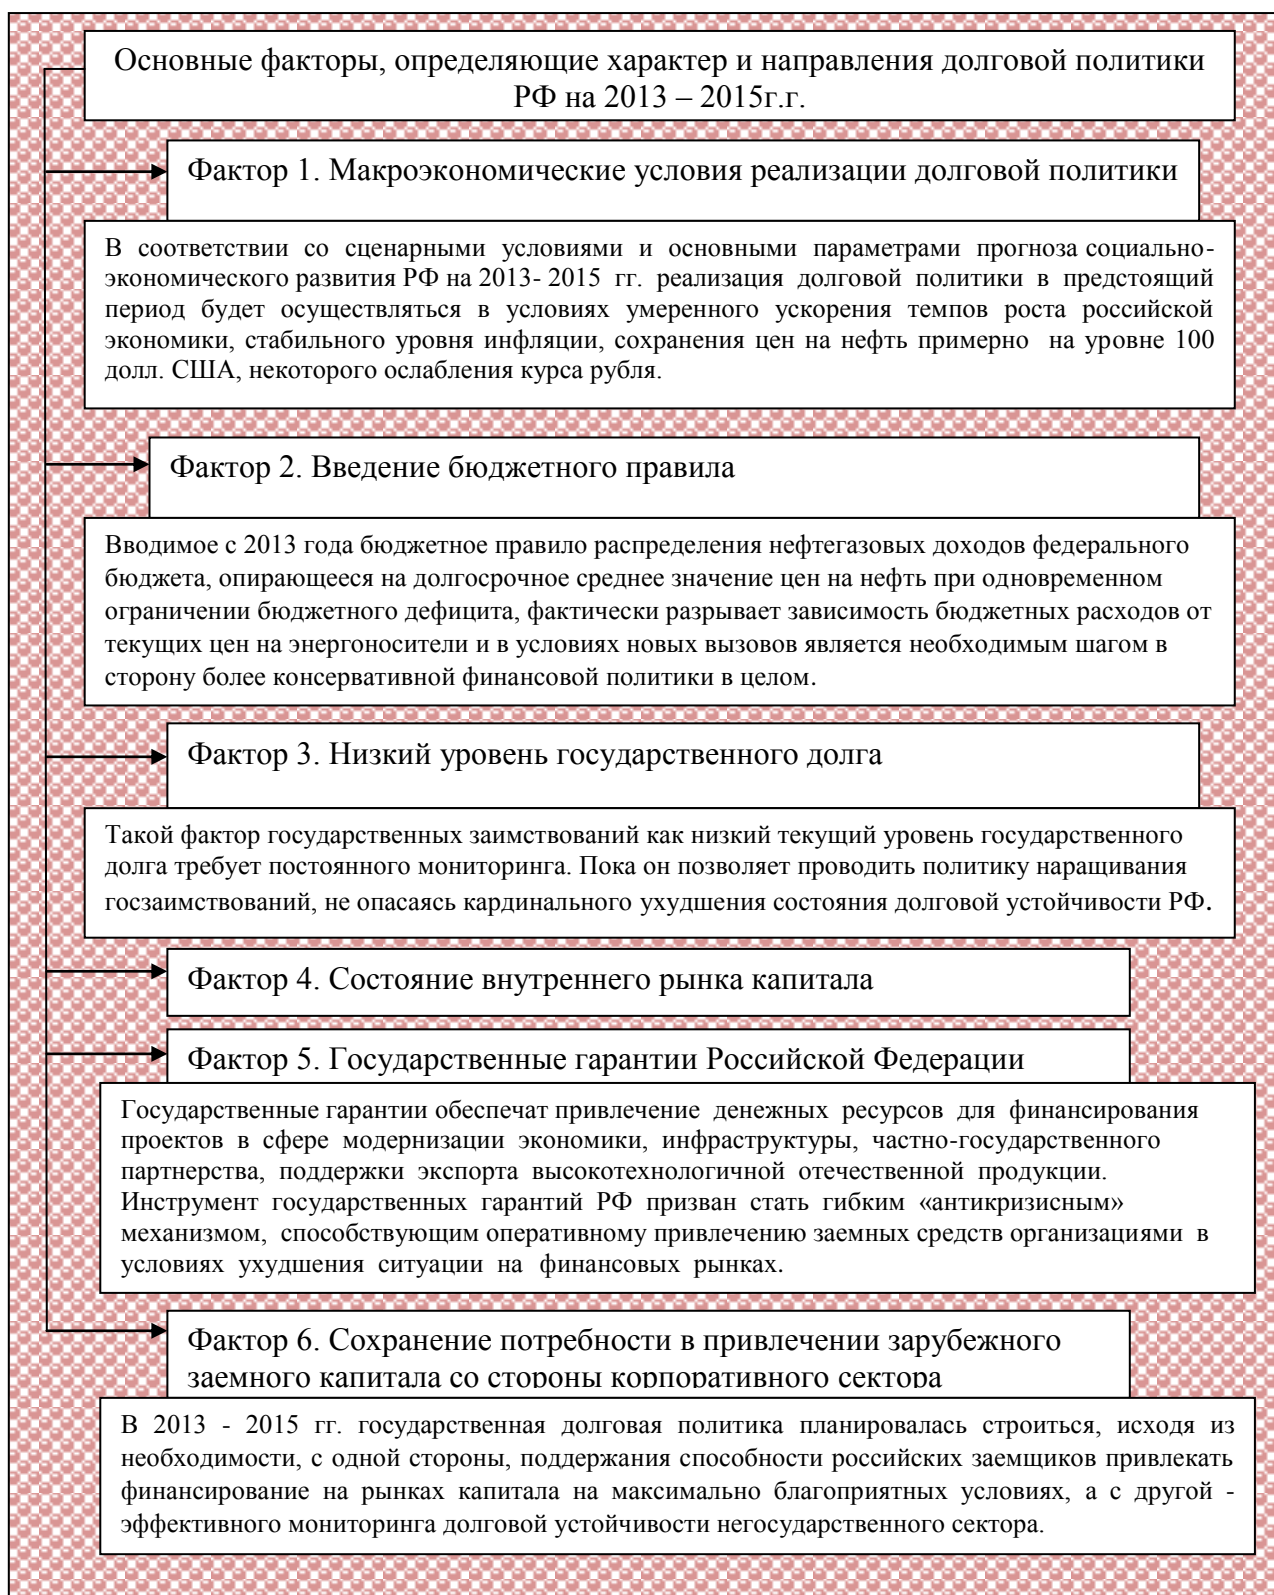 Основные факторы, определяющие характер и направления долговой политики
РФ на 2013 – 2015г.г.
Фактор 1. Макроэкономические условия реализации долговой политики
В соответствии со сценарными условиями и основными параметрами прогноза социально-
экономического развития РФ на 2013- 2015 гг. реализация долговой политики в предстоящий
период будет осуществляться в условиях умеренного ускорения темпов роста российской
экономики, стабильного уровня инфляции, сохранения цен на нефть примерно на уровне 100
долл. США, некоторого ослабления курса рубля.
Фактор 2. Введение бюджетного правила
Вводимое с 2013 года бюджетное правило распределения нефтегазовых доходов федерального
бюджета, опирающееся на долгосрочное среднее значение цен на нефть при одновременном
ограничении бюджетного дефицита, фактически разрывает зависимость бюджетных расходов от
текущих цен на энергоносители и в условиях новых вызовов является необходимым шагом в
сторону более консервативной финансовой политики в целом.
Фактор 3. Низкий уровень государственного долга
Такой фактор государственных заимствований как низкий текущий уровень государственного
долга требует постоянного мониторинга. Пока он позволяет проводить политику наращивания
госзаимствований, не опасаясь кардинального ухудшения состояния долговой устойчивости РФ.
Фактор 4. Состояние внутреннего рынка капитала
Фактор 5. Государственные гарантии Российской Федерации
Государственные гарантии обеспечат привлечение денежных ресурсов для финансирования
проектов в сфере модернизации экономики, инфраструктуры, частно-государственного
партнерства, поддержки экспорта высокотехнологичной отечественной продукции.
Инструмент государственных гарантий РФ призван стать гибким «антикризисным»
механизмом, способствующим оперативному привлечению заемных средств организациями в
условиях ухудшения ситуации на финансовых рынках.
Фактор 6. Сохранение потребности в привлечении зарубежного
заемного капитала со стороны корпоративного сектора
В 2013 - 2015 гг. государственная долговая политика планировалась строиться, исходя из
необходимости, с одной стороны, поддержания способности российских заемщиков привлекать
финансирование на рынках капитала на максимально благоприятных условиях, а с другой -
эффективного мониторинга долговой устойчивости негосударственного сектора.